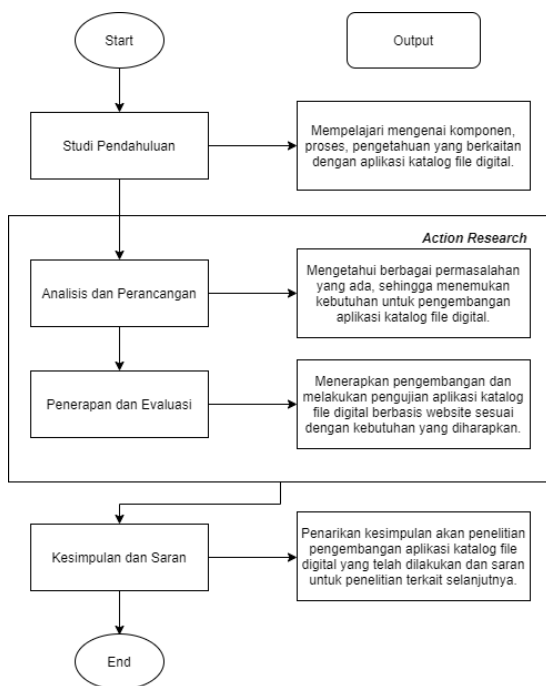 Start
Output
Studi Pendahuluan
Mempelajari mengenai komponen,
proses, pengetahuan yang berkaitan
dengan aplikasi katalog file digital.
Action Research
Analisis dan Perancangan
Mengetahui berbagai permasalahan
yang ada, sehingga menemukan
kebutuhan untuk pengembangan
aplikasi katalog file digital.
Penerapan dan Evaluasi
Menerapkan pengembangan dan
melakukan pengujian aplikasi katalog
file digital berbasis website sesuai
dengan kebutuhan yang diharapkan.
Kesimpulan dan Saran
Penarikan kesimpulan akan penelitian
pengembangan aplikasi katalog file
digital yang telah dilakukan dan saran
untuk penelitian terkait selanjutnya.
End